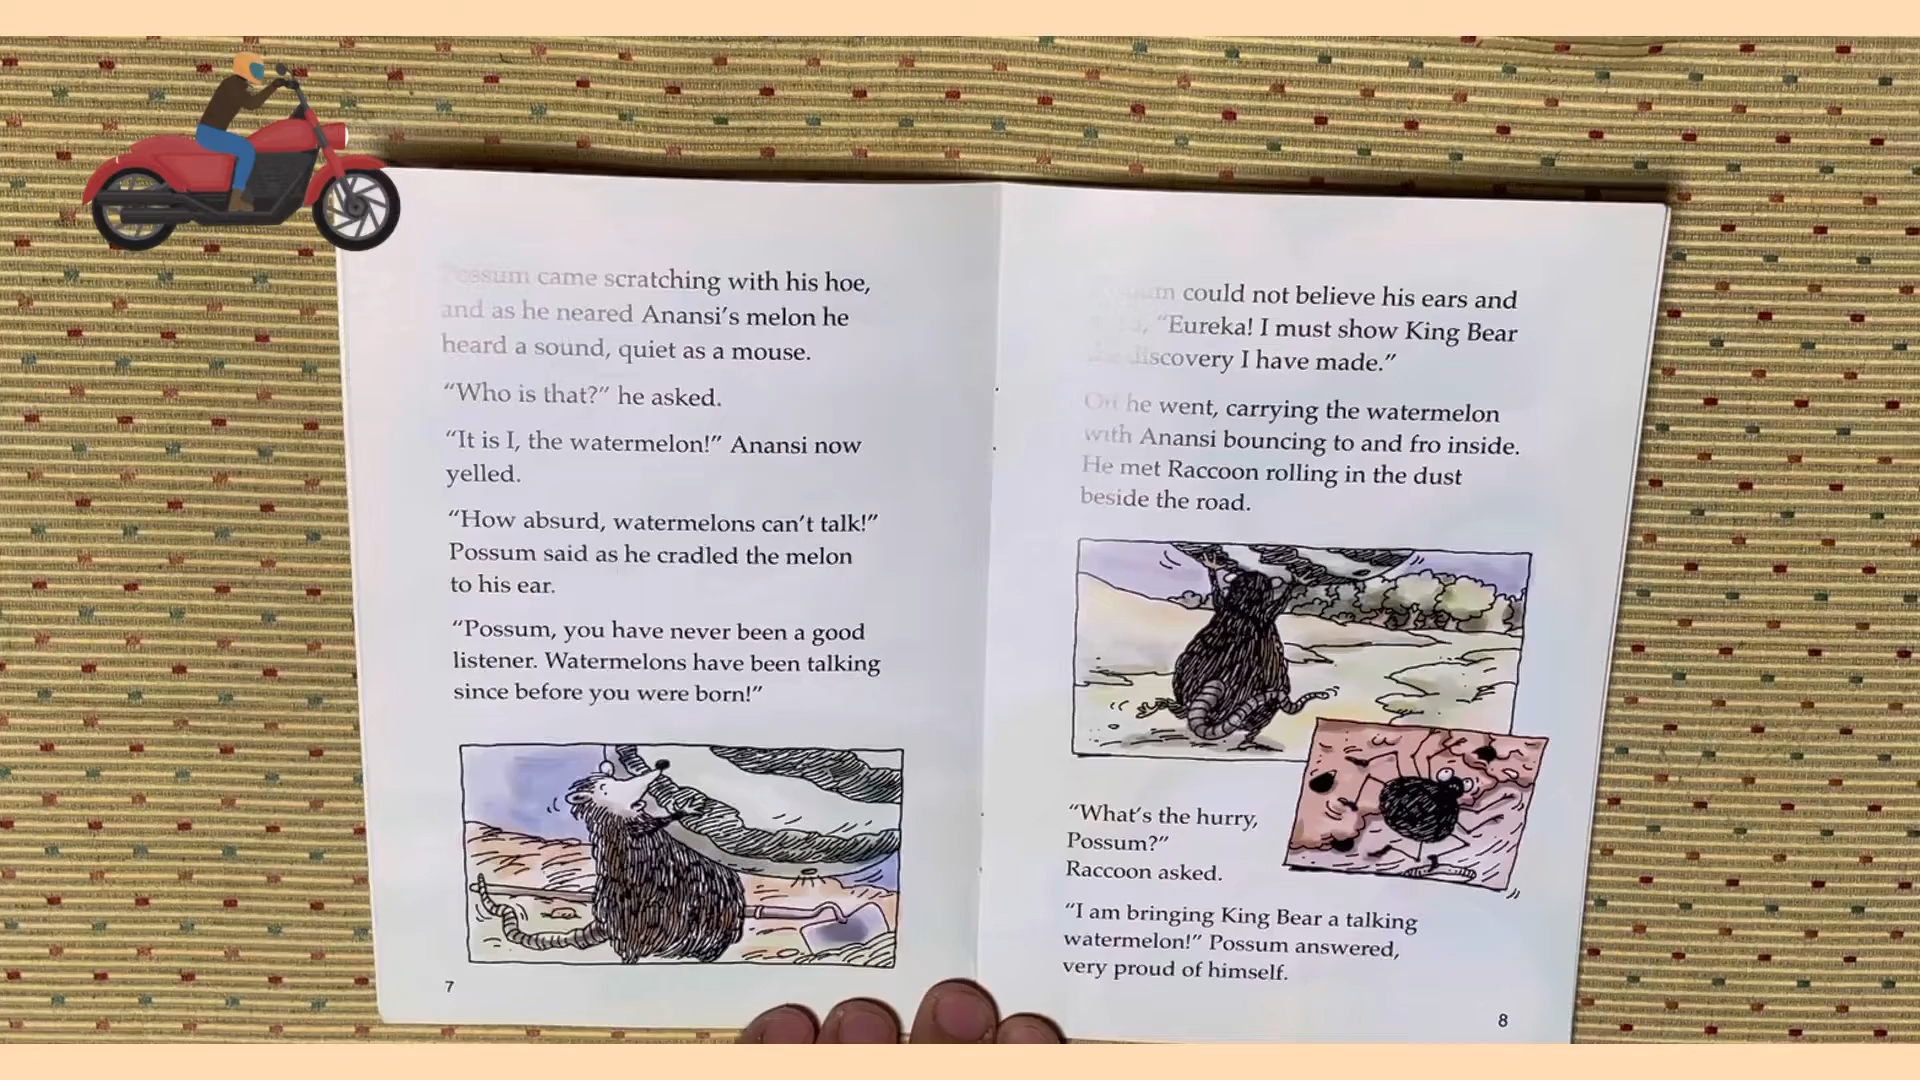 Possum came scratching with his hoe,
and as he neared Anansi's melon he
heard a sound, quiet as a mouse.
“Who is that?” he asked.
“It is I, the watermelon!” Anansi now
yelled.
“How absurd, watermelons can't talk!”
Possum said as he cradled the melon
to his ear.
“Possum, you have never been a good
listener. Watermelons have been talking
since before you were born!”
7
could not believe his ears and
“Eureka! I must show King Bear
discovery I have made.”
Off he went, carrying the watermelon
with Anansi bouncing to and fro inside.
He met Raccoon rolling in the dust
beside the road.
“What's the hurry,
Possum?”
Raccoon asked.
“I am bringing King Bear a talking
watermelon!” Possum answered,
very proud of himself.
8